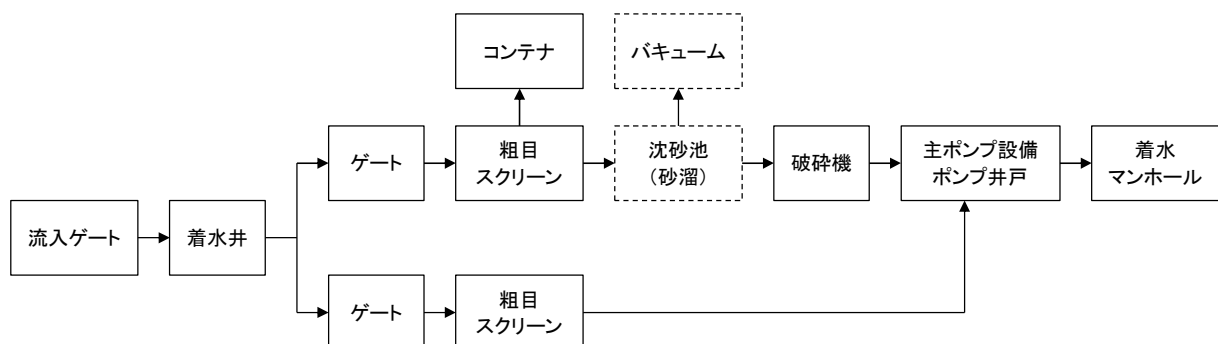 コンテナ
バキューム
ゲート
粗目
スクリーン
沈砂池
（砂溜）
破砕機
主ポンプ設備
ポンプ井戸
着水
マンホール
流入ゲート
着水井
ゲート
粗目
スクリーン